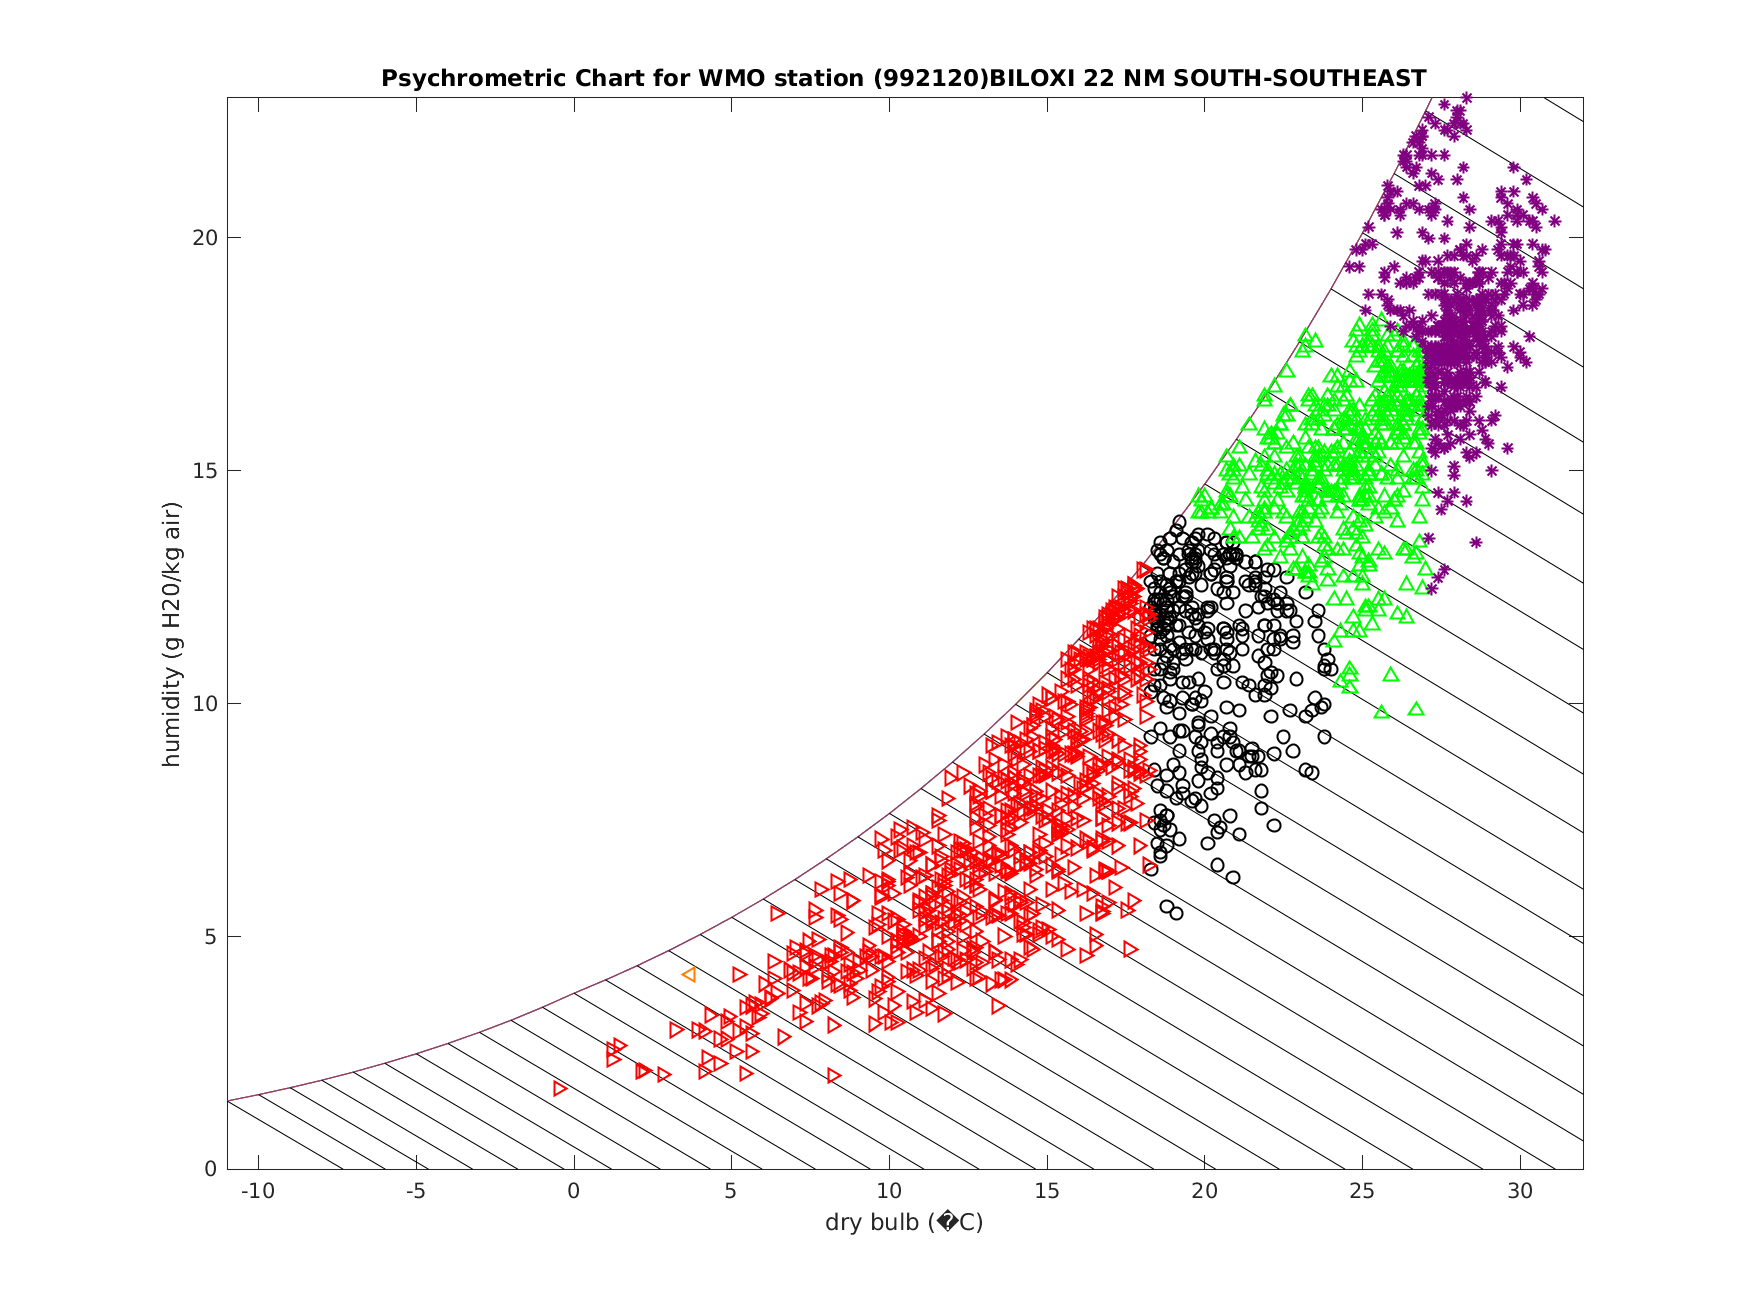 Psychrometric Chart for WMO station (992120)BILOXI 22 NM SOUTH-SOUTHEAST
20
15
10
5
0
humidity (g H20/kg air)
-10 -5 0 5 10 15 20 25 30
dry bulb (�C)